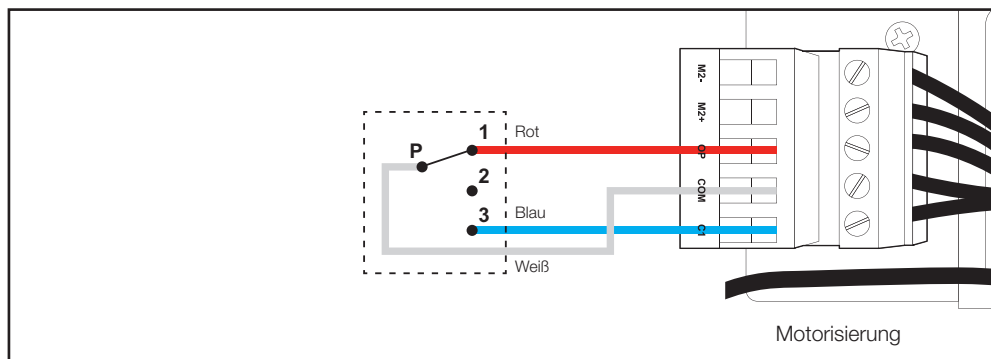 M2-
M2+
1 Rot
OP
P
2
COM
3 Blau
C1
Weiß
Motorisierung